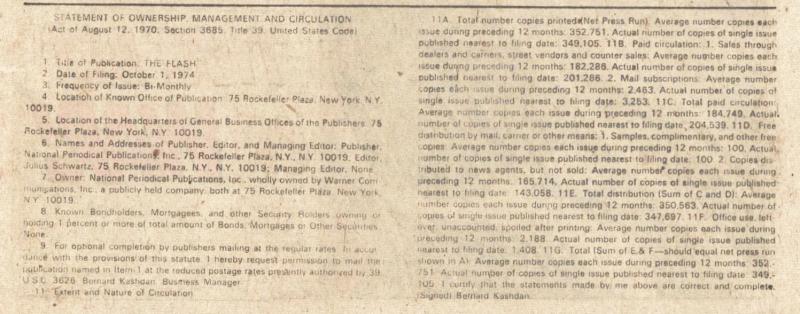 STATEMENT OF OWNERSHIP, MANAGEMENT AND CIRCULATION
(Act of August 12, 1970. Section 3685, Title 39. United States Code)
1. Title of Publication: THE FLASH
2. Date of Filing: October 1, 1974
3. Frequency of Issue: Bi-Monthly
4. Location of Known Office of Publication: 75 Rockefeller Plaza, New York, N.Y.
10019.
5. Location of the Headquarters of General Business Offices of the Publishers: 75
Rockefeller Plaza, New York, N.Y. 10019.
6. Names and Addresses of Publisher, Editor, and Managing Editor: Publisher,
National Periodical Publications, Inc., 75 Rockefeller Plaza, N.Y., N.Y. 10019; Editor
Julius Schwartz, 75 Rockefeller Plaza, N.Y., N.Y. 10019; Managing Editor, None
7. Owner: National Periodical Publications, Inc., wholly owned by Warner Com-
munications, Inc., a publicly held company, both at 75 Rockefeller Plaza, New York,
N.Y. 10019.
8. Known Bondholders, Mortgagees, and other Security Holders owning or
holding 1 percent or more of total amount of Bonds, Mortgages or Other Securities:
None.
9. For optional completion by publishers mailing at the regular rates. In accor-
dance with the provisions of this statute, I hereby request permission to mail the
publication named in Item 1 at the reduced postage rates presently authorized by 39
U.S.C. 3626. Bernard Kashdan, Business Manager.
11. Extent and Nature of Circulation
11A. Total number copies printed (Net Press Run). Average number copies each
issue during preceding 12 months: 352,751. Actual number of copies of single issue
published nearest to filing date: 349,105. 11B. Paid circulation: 1. Sales through
dealers and carriers, street vendors and counter sales: Average number copies each
issue during preceding 12 months: 182,286. Actual number of copies of single issue
published nearest to filing date: 201,286. 2. Mail subscriptions: Average number
copies each issue during preceding 12 months: 2,463. Actual number of copies of
single issue published nearest to filing date: 3,253. 11C. Total paid circulation:
Average number copies each issue during preceding 12 months: 184,749. Actual
number of copies of single issue published nearest to filing date: 204,539. 11D. Free
distribution by mail, carrier or other means: 1. Samples, complimentary, and other free
copies: Average number copies each issue during preceding 12 months: 100. Actual
number of copies of single issue published nearest to filing date: 100. 2. Copies dis-
tributed to news agents, but not sold: Average number copies each issue during
preceding 12 months: 165,714. Actual number of copies of single issue published
nearest to filing date: 143,058. 11E. Total distribution (Sum of C and D): Average
number copies each issue during preceding 12 months: 350,563. Actual number of
copies of single issue published nearest to filing date: 347,697. 11F. Office use, left-
over, unaccounted, spoiled after printing: Average number copies each issue during
preceding 12 months: 2,188. Actual number of copies of single issue published
nearest to filing date: 1,408. 11G. Total (Sum of E & F—should equal net press run
shown in A): Average number copies each issue during preceding 12 months: 352,-
751. Actual number of copies of single issue published nearest to filing date: 349,-
105. I certify that the statements made by me above are correct and complete.
(Signed) Bernard Kashdan.